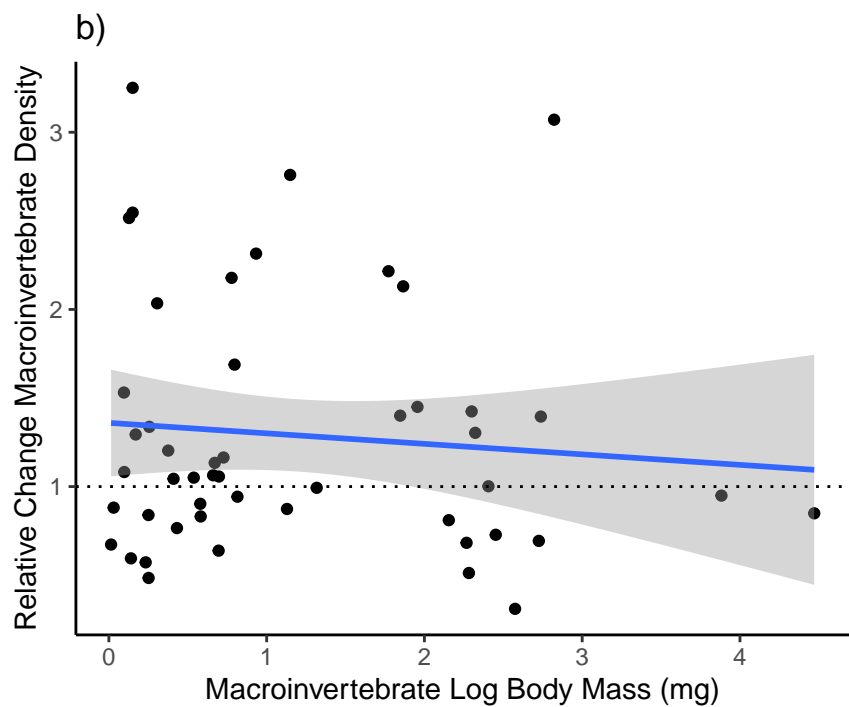 b)
Relative Change Macroinvertebrate Density
3
2
1
0 1 2 3 4
Macroinvertebrate Log Body Mass (mg)